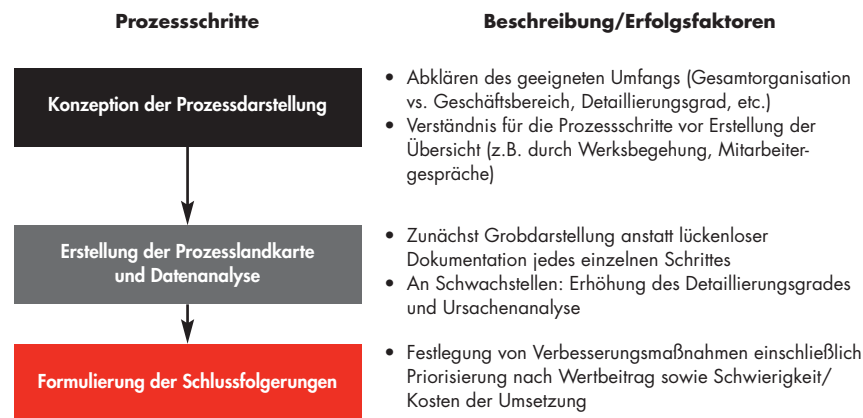 Prozessschritte
Beschreibung/Erfolgsfaktoren
Konzeption der Prozessdarstellung
• Abklären des geeigneten Umfangs (Gesamtorganisation
vs. Geschäftsbereich, Detaillierungsgrad, etc.)
• Verständnis für die Prozessschritte vor Erstellung der
Übersicht (z.B. durch Werksbegehung, Mitarbeiter-
gespräche)
Erstellung der Prozesslandkarte
und Datenanalyse
• Zunächst Grobdarstellung anstatt lückenloser
Dokumentation jedes einzelnen Schrittes
• An Schwachstellen: Erhöhung des Detaillierungsgrades
und Ursachenanalyse
Formulierung der Schlussfolgerungen
• Festlegung von Verbesserungsmaßnahmen einschließlich
Priorisierung nach Wertbeitrag sowie Schwierigkeit/
Kosten der Umsetzung